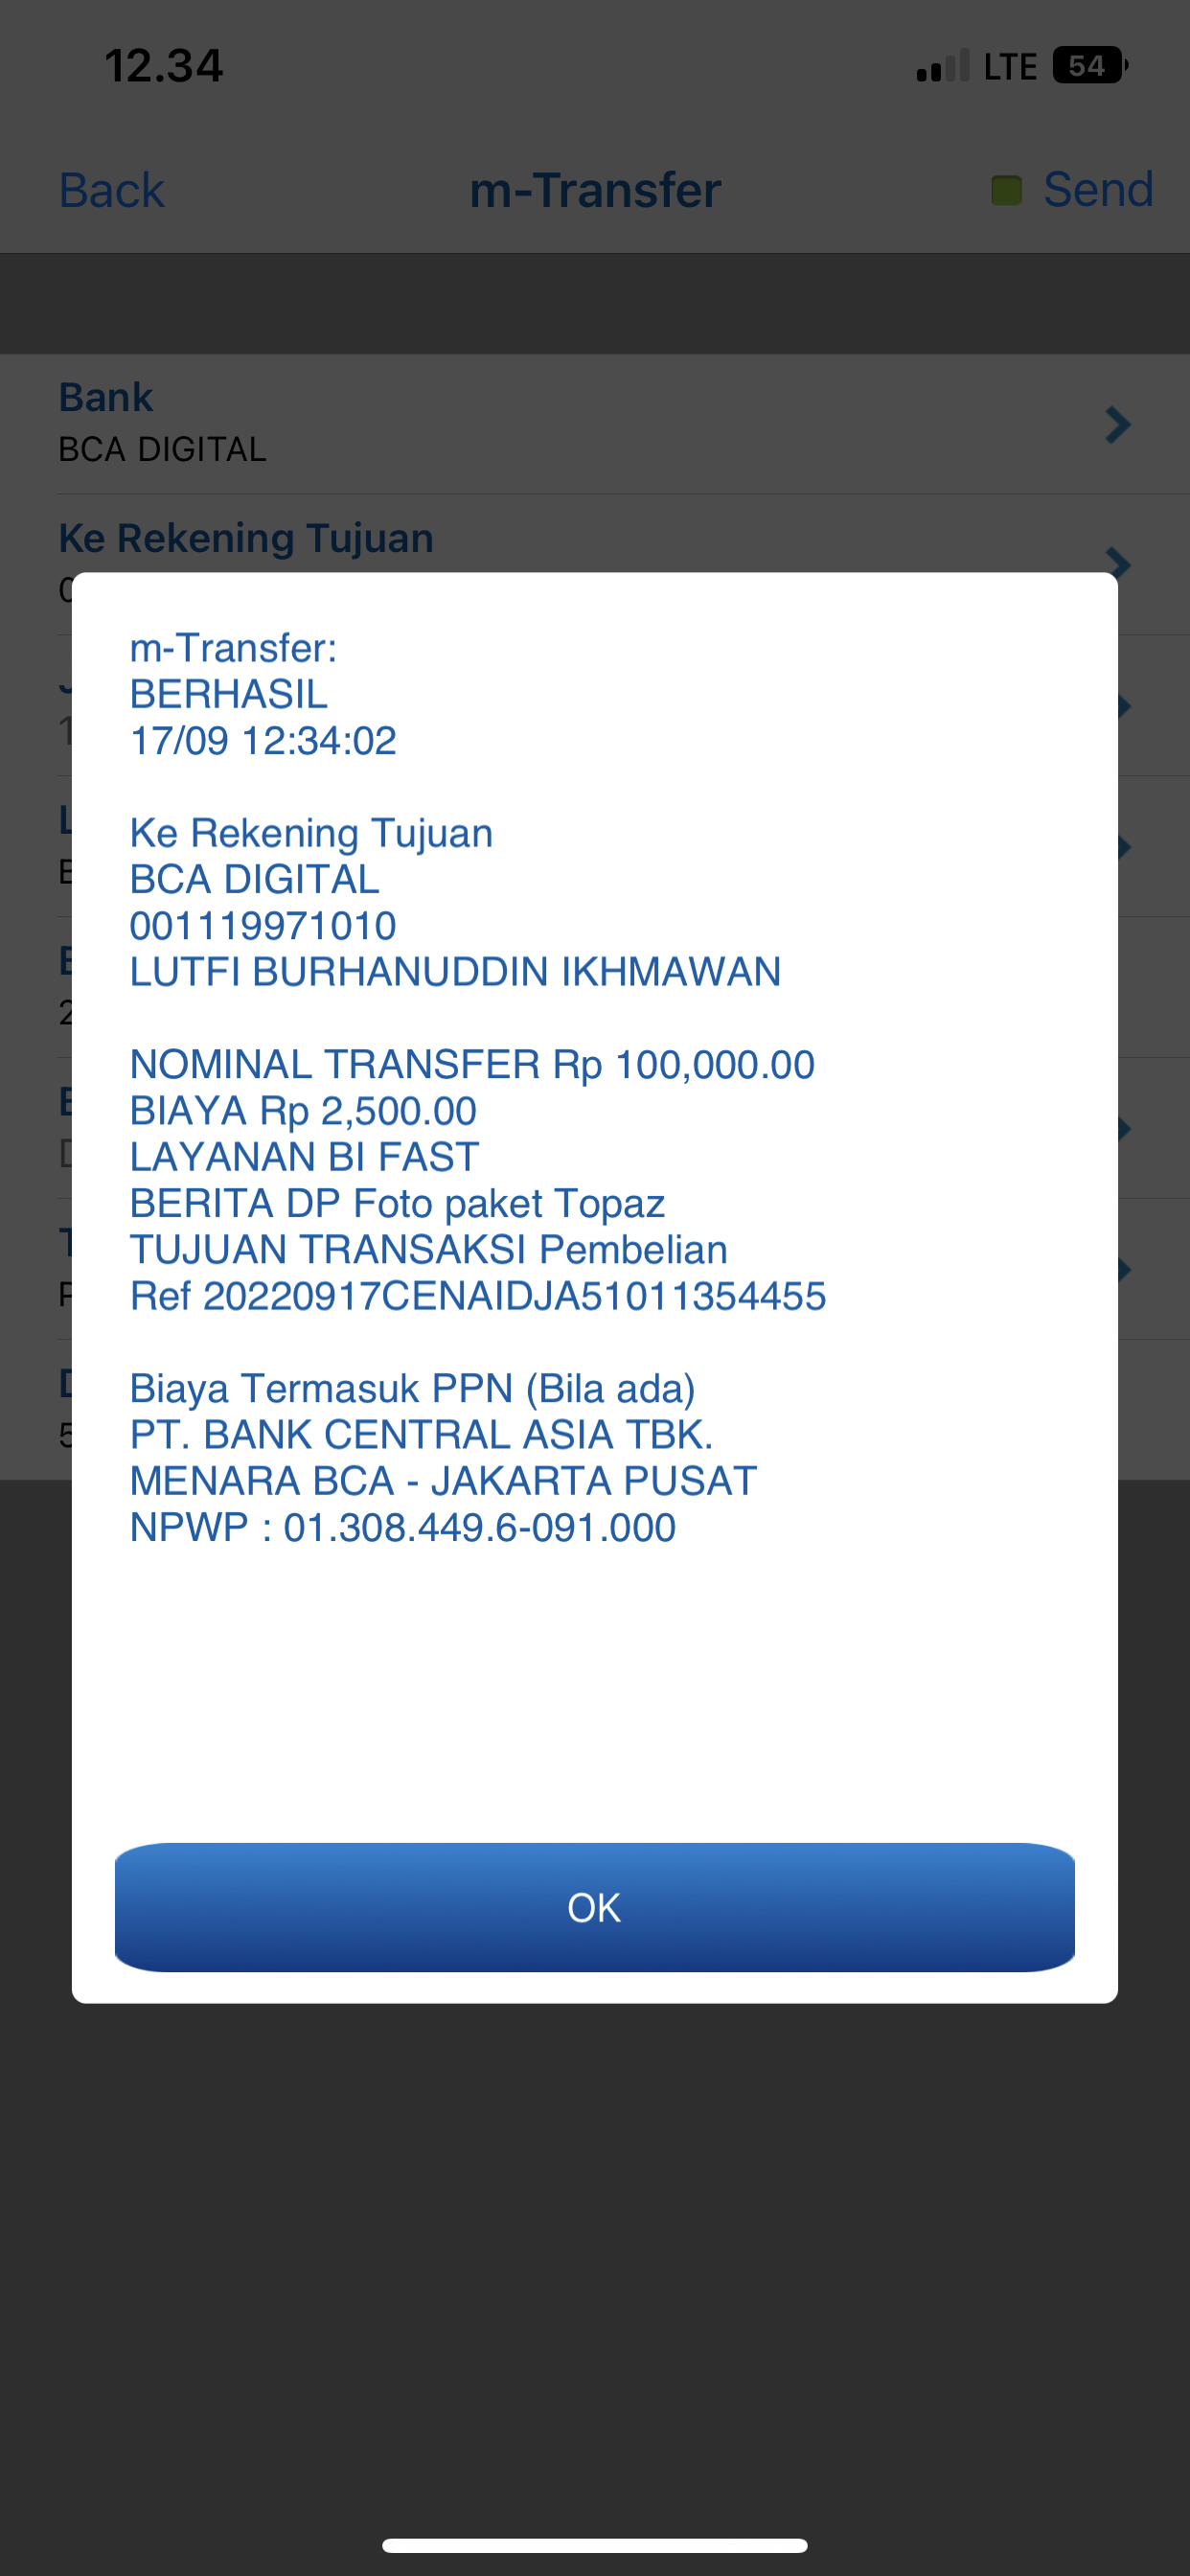 12.34
LTE 54
Back m-Transfer Send
Bank
BCA DIGITAL
Ke Rekening Tujuan
m-Transfer:
BERHASIL
17/09 12:34:02
Ke Rekening Tujuan
BCA DIGITAL
001119971010
LUTFI BURHANUDDIN IKHMAWAN
NOMINAL TRANSFER Rp 100,000.00
BIAYA Rp 2,500.00
LAYANAN BI FAST
BERITA DP Foto paket Topaz
TUJUAN TRANSAKSI Pembelian
Ref 20220917CENAIDJA51011354455
Biaya Termasuk PPN (Bila ada)
PT. BANK CENTRAL ASIA TBK.
MENARA BCA - JAKARTA PUSAT
NPWP : 01.308.449.6-091.000
OK